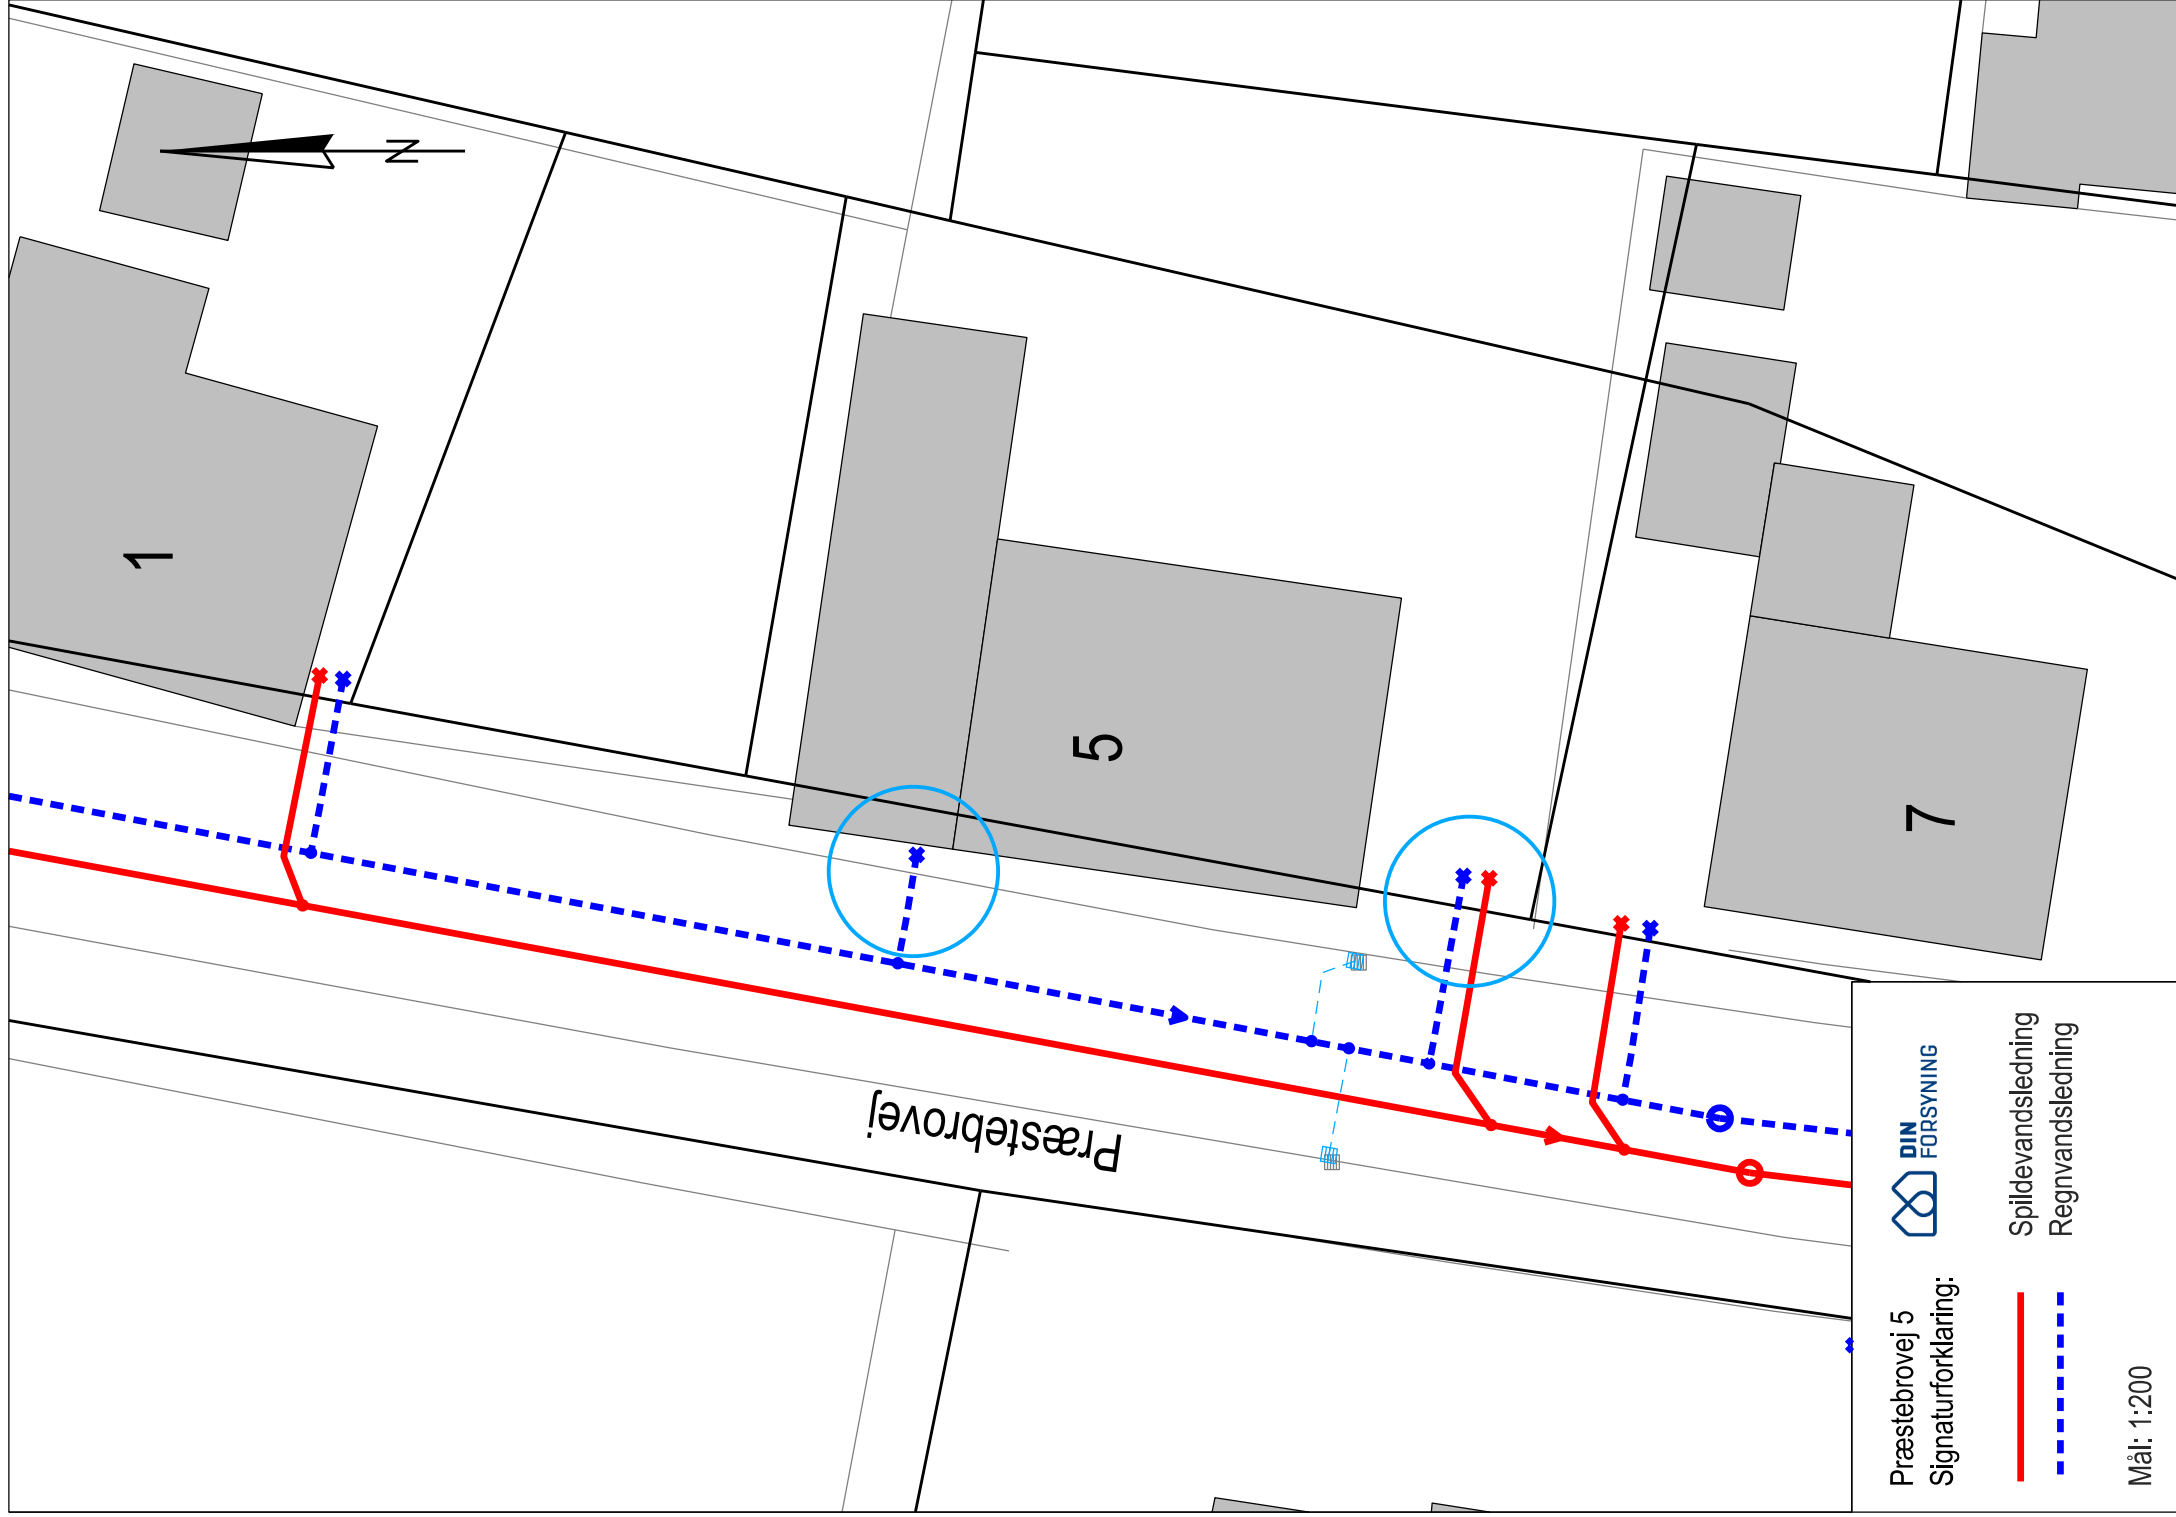 N
1
5
7
Præstebrovej
DIN
FORSYNING
Præstebrovej 5
Signaturforklaring:
Spildevandsledning
Regnvandsledning
Mål: 1:200